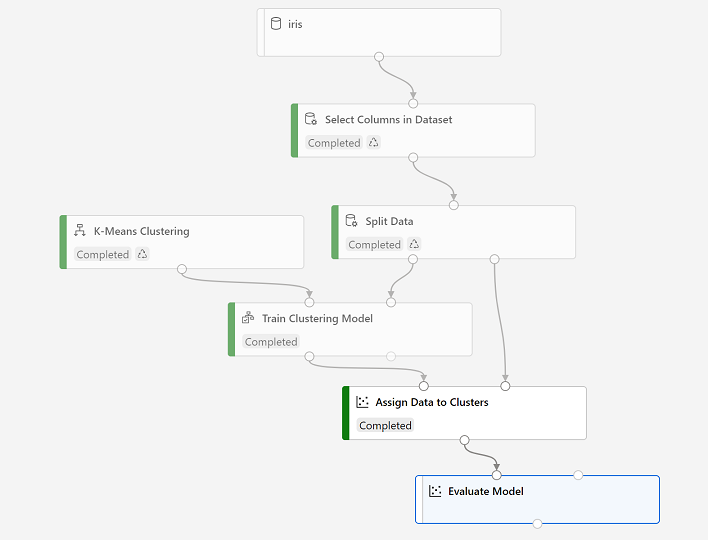 iris
Select Columns in Dataset
Completed
Split Data
Completed
K-Means Clustering
Completed
Train Clustering Model
Completed
Assign Data to Clusters
Completed
Evaluate Model